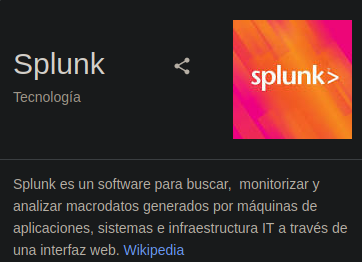 Splunk
Tecnología
splunk>
Splunk es un software para buscar,  monitorizar y
analizar macrodatos generados por máquinas de
aplicaciones, sistemas e infraestructura IT a través de
una interfaz web. Wikipedia